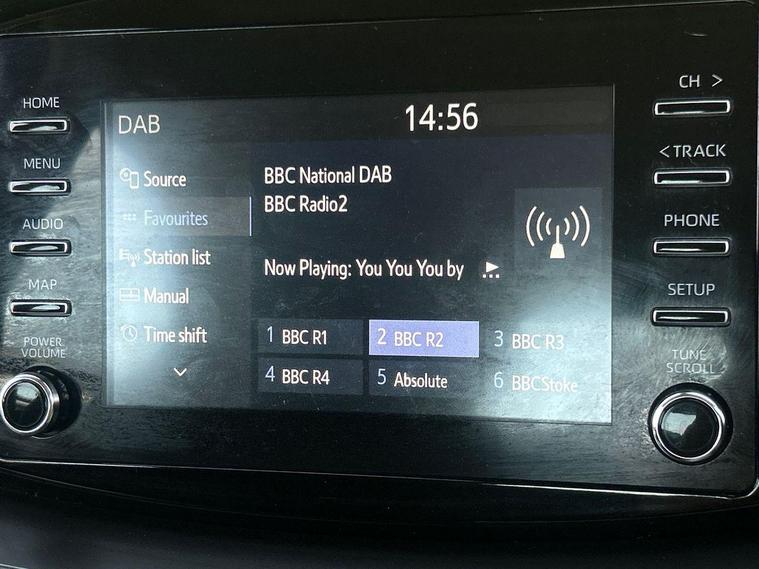 HOME
MENU
AUDIO
MAP
POWER
VOLUME
DAB
14:56
Source
Favourites
Station list
Manual
Time shift
BBC National DAB
BBC Radio2
Now Playing: You You You by
1 BBC R1
2 BBC R2
3 BBC R3
4 BBC R4
5 Absolute
6 BBCStoke
CH >
< TRACK
PHONE
SETUP
TUNE
SCROLL